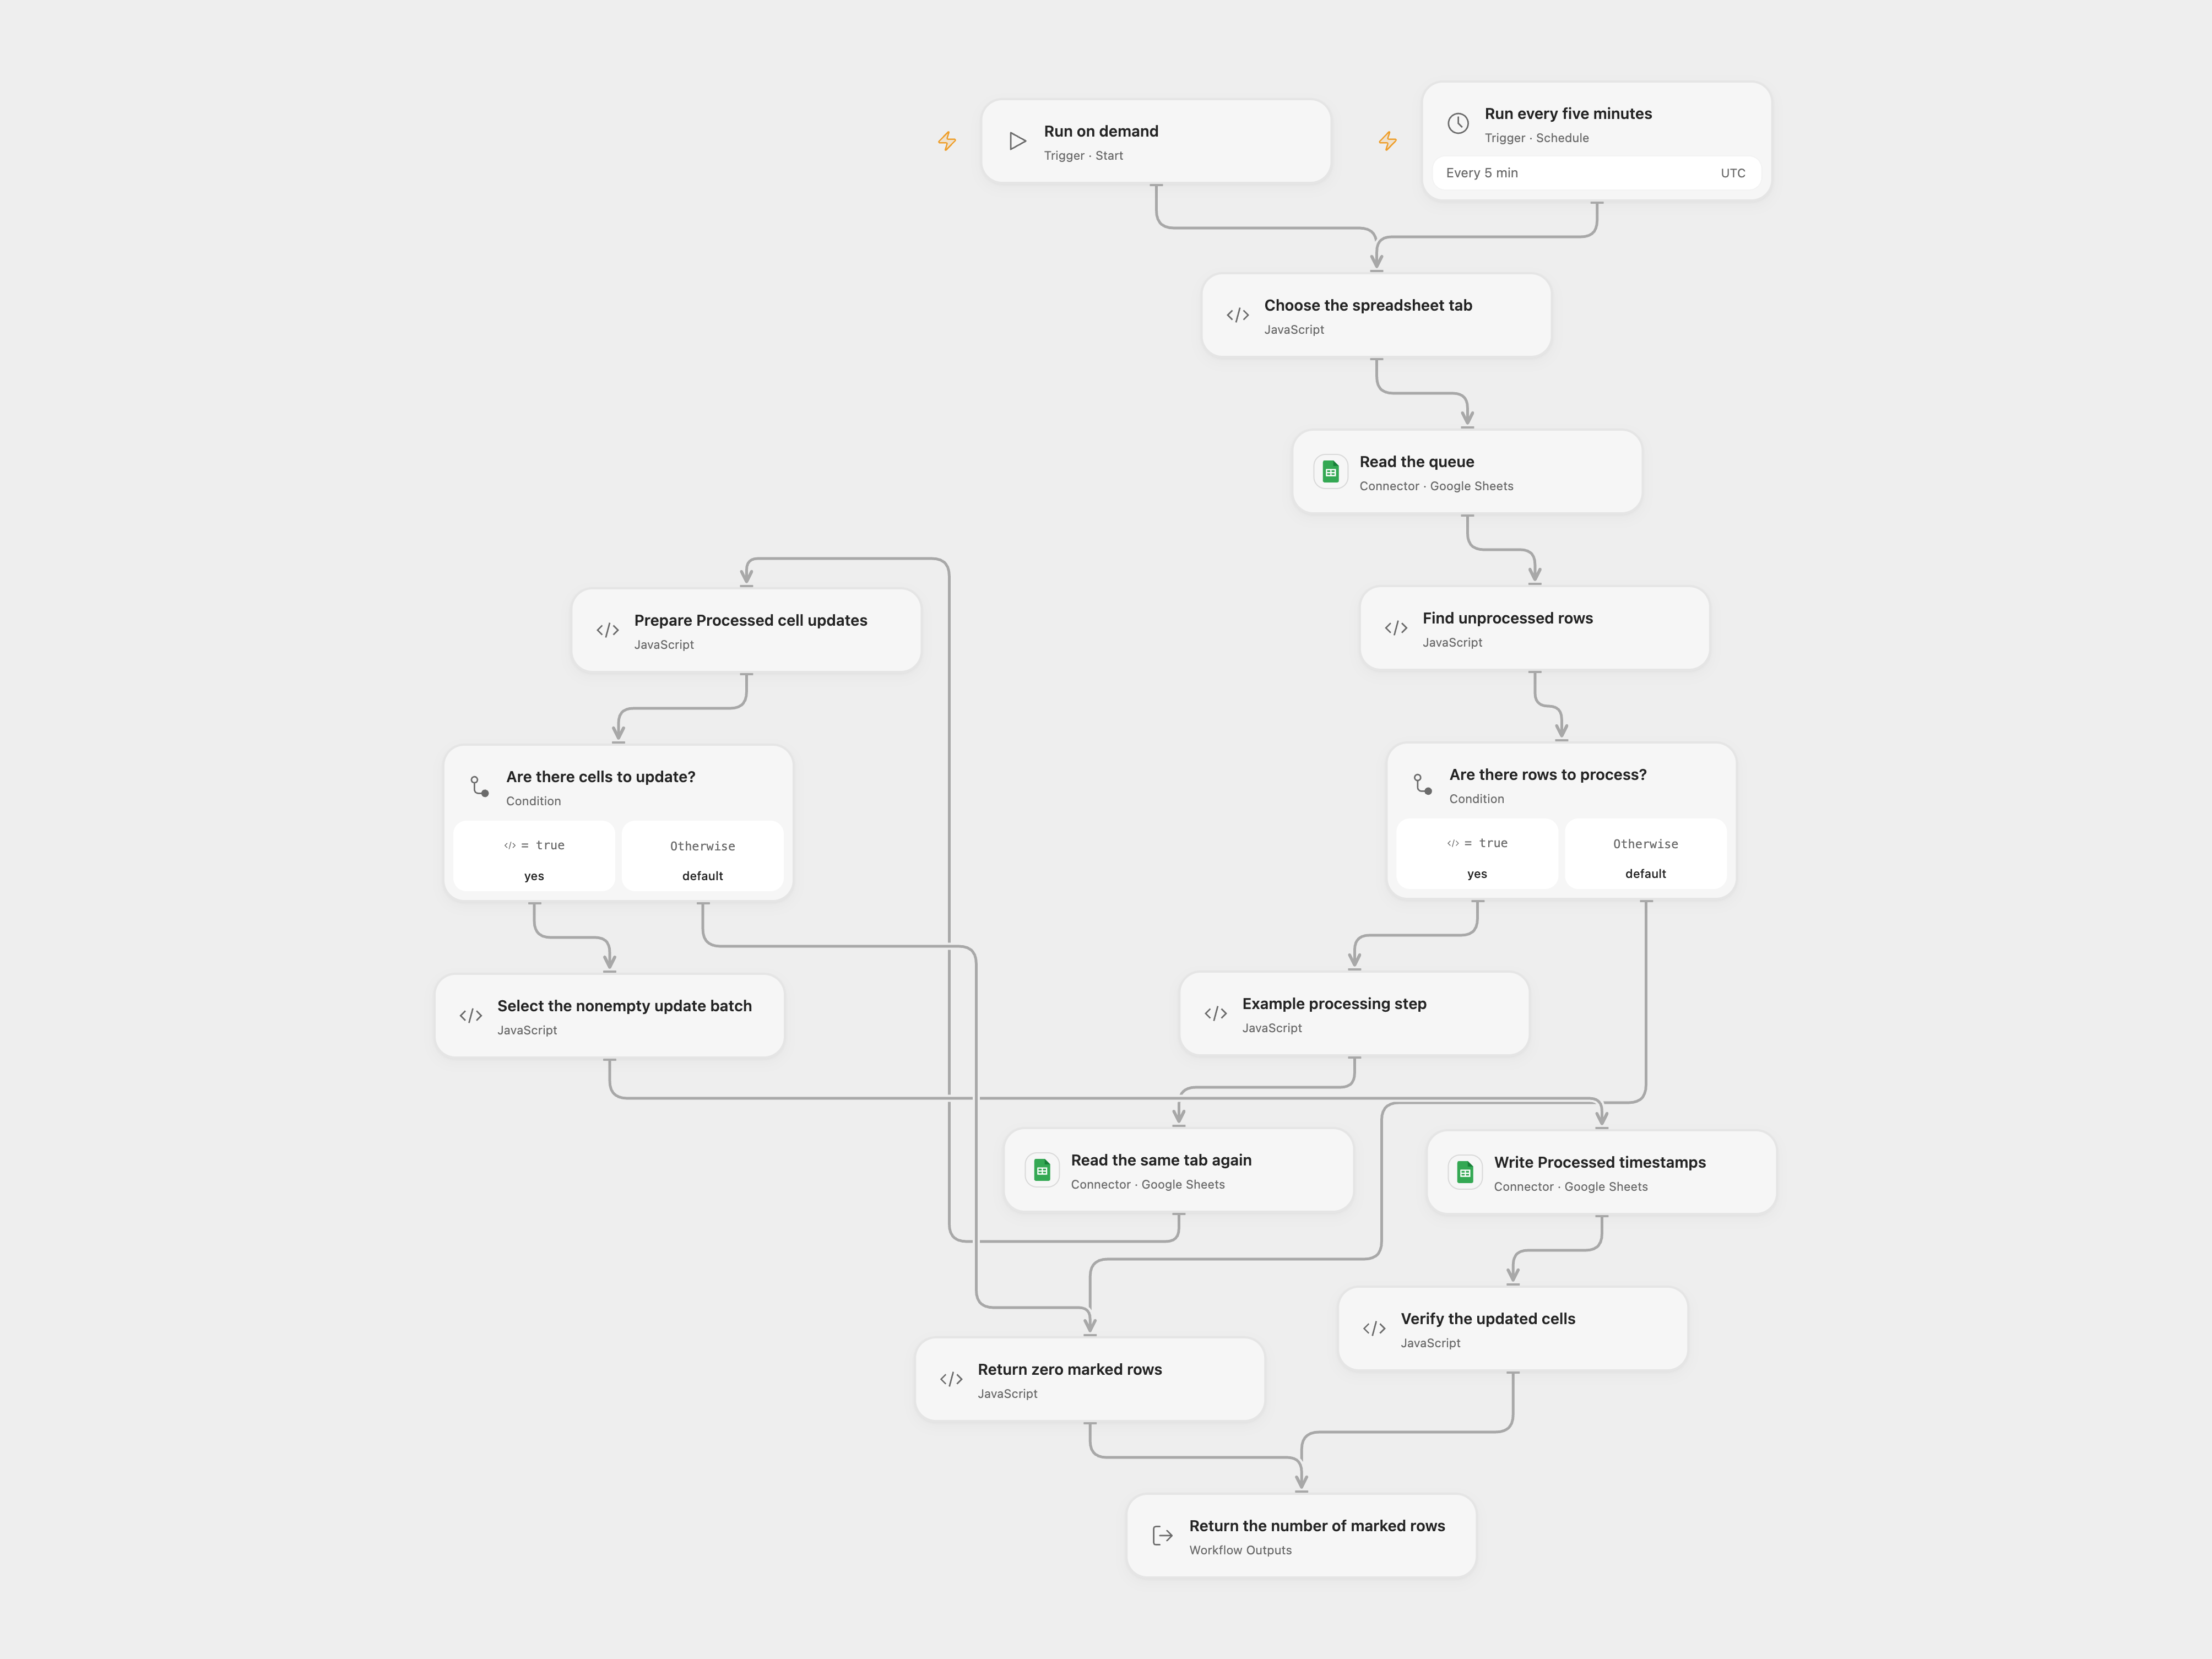 Run on demand
Trigger · Start
Run every five minutes
Trigger · Schedule
Every 5 min
UTC
Choose the spreadsheet tab
JavaScript
Read the queue
Connector · Google Sheets
Prepare Processed cell updates
JavaScript
Find unprocessed rows
JavaScript
Are there cells to update?
Condition
</> = true
yes
Otherwise
default
Are there rows to process?
Condition
</> = true
yes
Otherwise
default
Select the nonempty update batch
JavaScript
Example processing step
JavaScript
Read the same tab again
Connector · Google Sheets
Write Processed timestamps
Connector · Google Sheets
Verify the updated cells
JavaScript
Return zero marked rows
JavaScript
Return the number of marked rows
Workflow Outputs